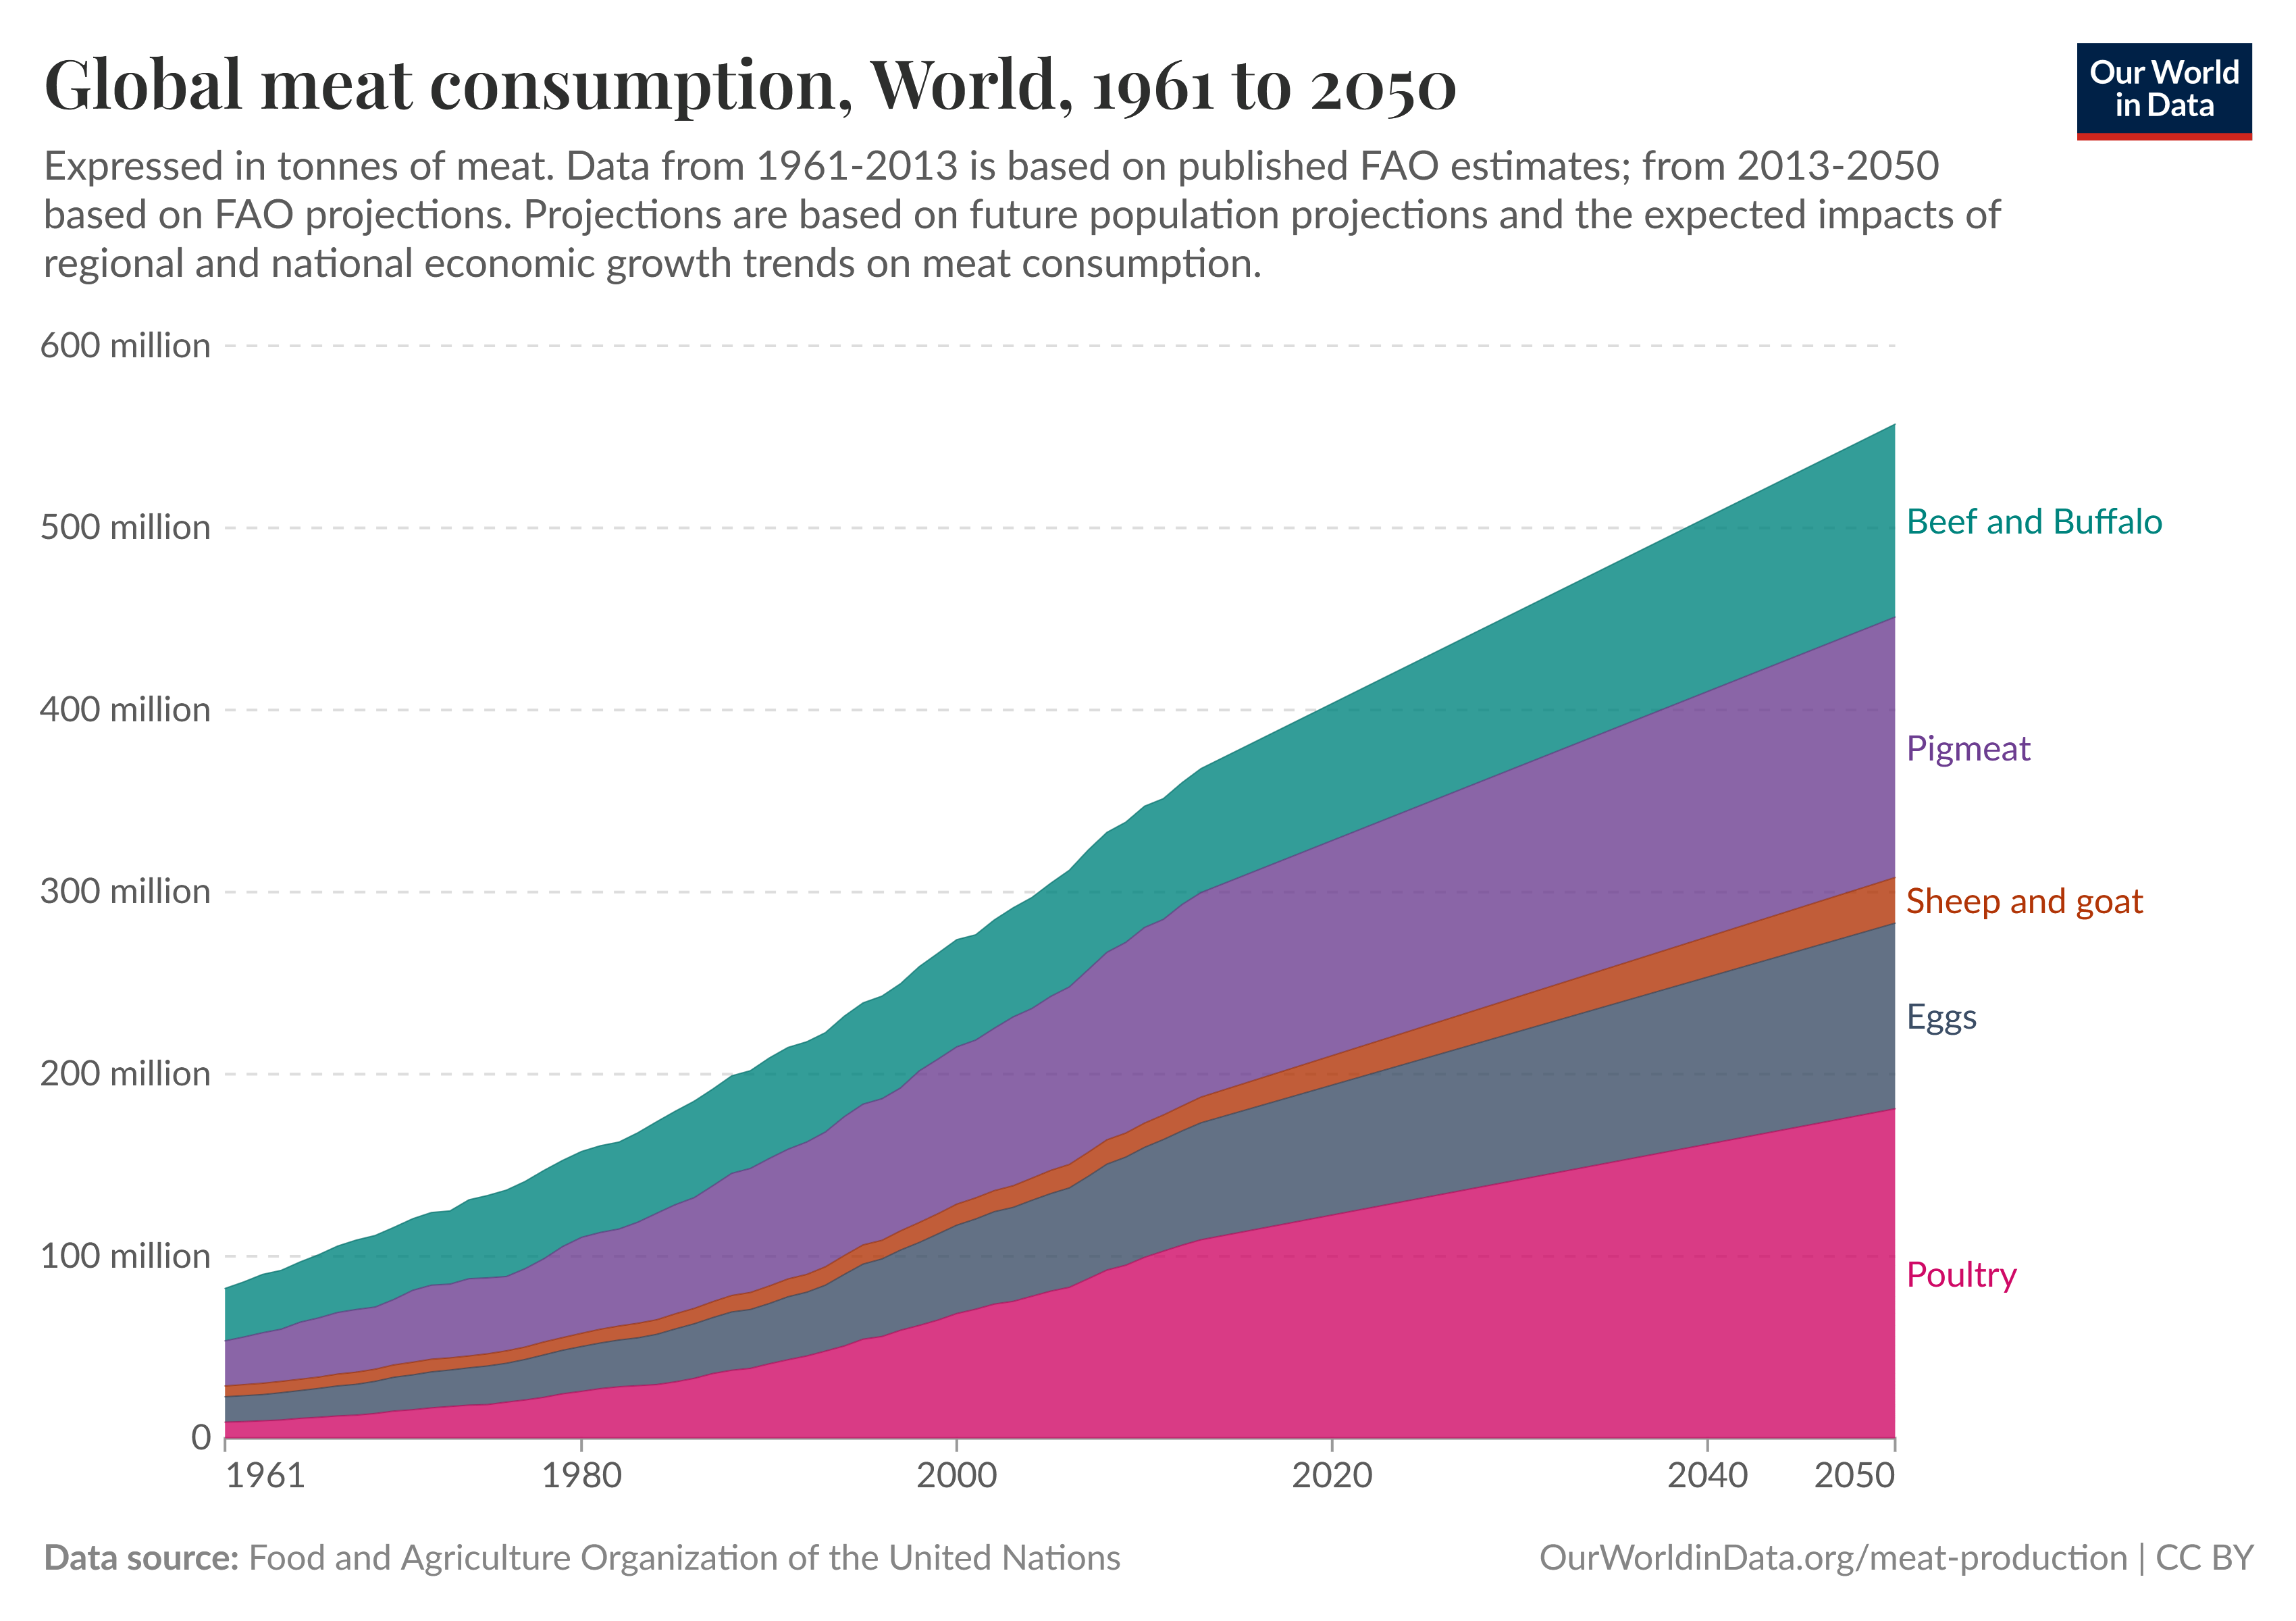 Global meat consumption, World, 1961 to 2050
Our World
in Data
Expressed in tonnes of meat. Data from 1961-2013 is based on published FAO estimates; from 2013-2050
based on FAO projections. Projections are based on future population projections and the expected impacts of
regional and national economic growth trends on meat consumption.
600 million
500 million
400 million
300 million
200 million
100 million
0
Beef and Buffalo
Pigmeat
Sheep and goat
Eggs
Poultry
1961 1980 2000 2020 2040 2050
Data source: Food and Agriculture Organization of the United Nations
OurWorldinData.org/meat-production | CC BY